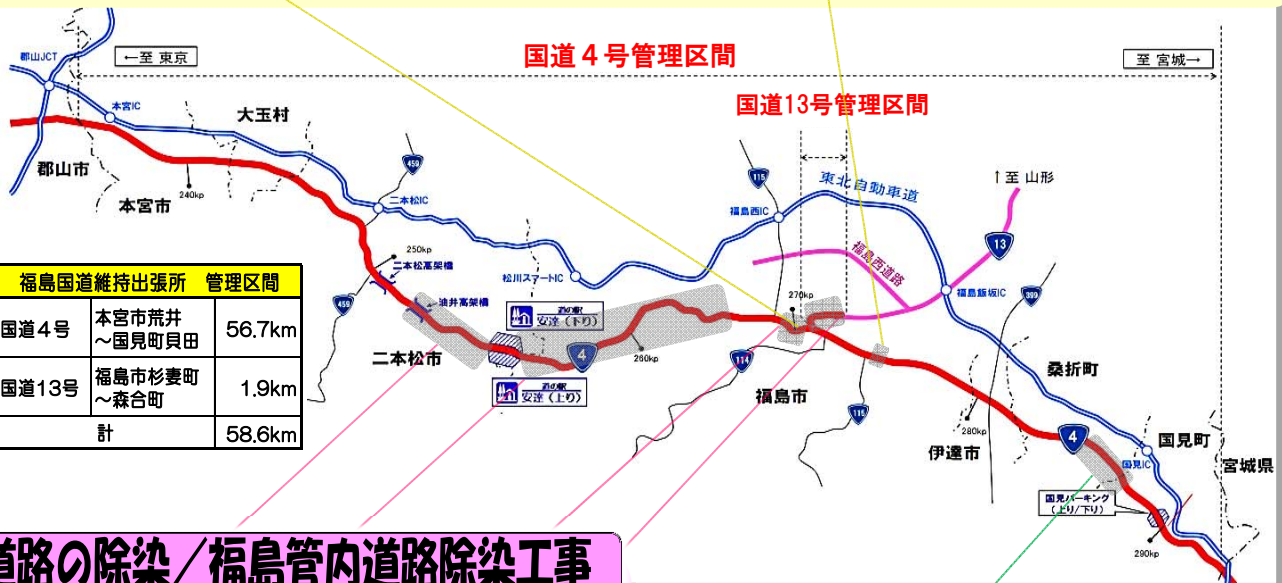 国道４号管理区間
←至 東京
至 宮城→
国道13号管理区間
郡山JCT
本宮IC
大玉村
郡山市
本宮市
240kp
459
二本松IC
250kp
二本松高架橋
油井高架橋
459
二本松市
松川スマートIC
道の駅
安達（下り）
4
道の駅
安達（上り）
260kp
115
福島西IC
東北自動車道
↑至 山形
13
福島西道路
福島飯坂IC
399
270kp
114
福島市
115
桑折町
280kp
伊達市
4
国見町
国見IC
宮城県
国見パーキング
（上り/下り）
290kp
福島国道維持出張所 管理区間
国道4号 本宮市荒井 56.7km
～国見町貝田
国道13号 福島市杉妻町 1.9km
～森合町
計 58.6km
道路の除染／福島管内道路除染工事